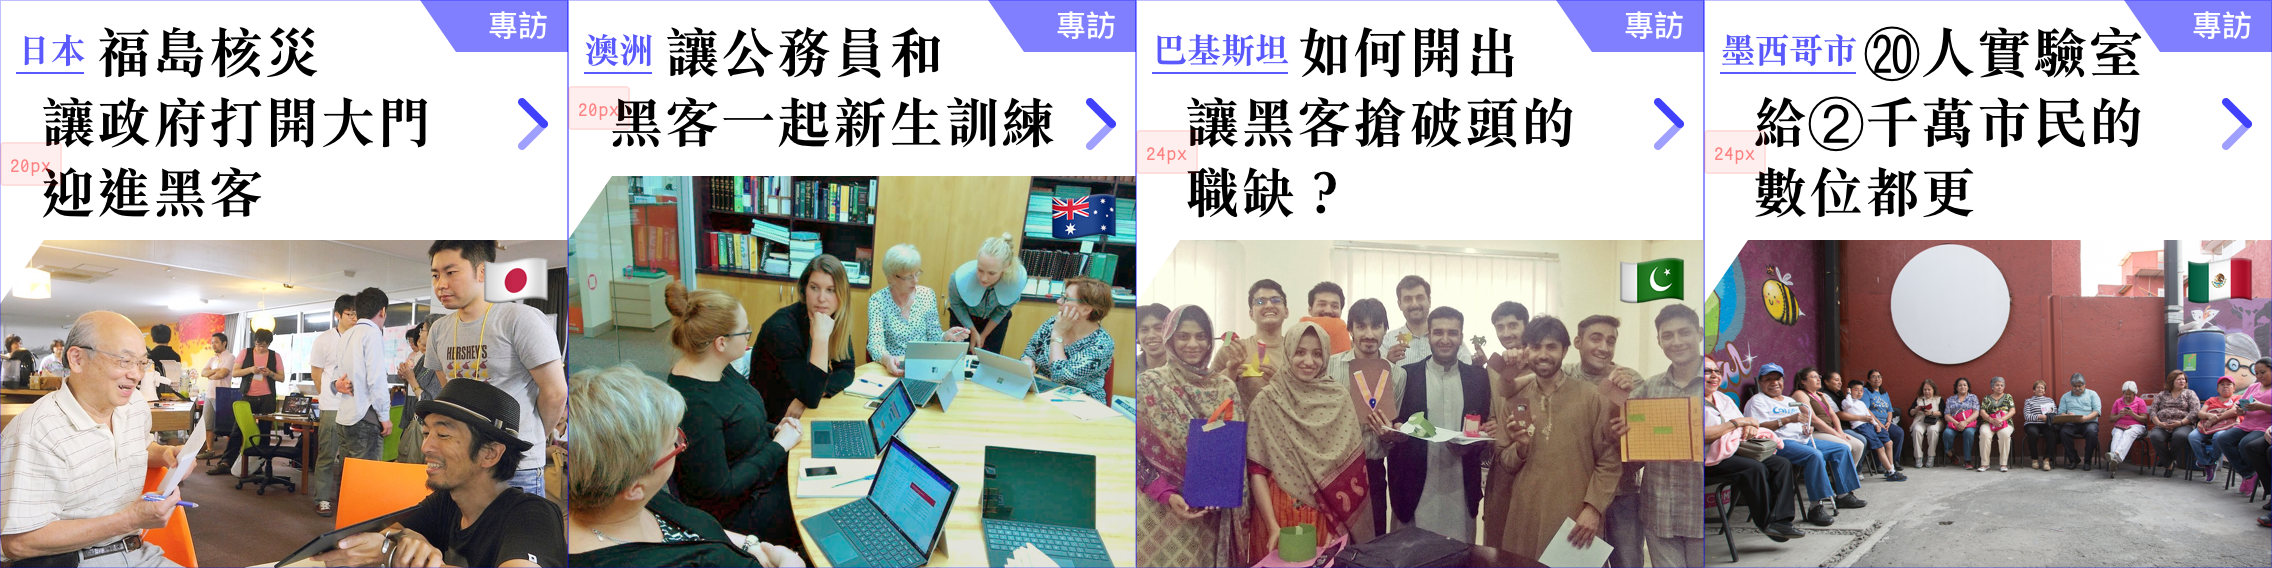 專訪
日本 福島核災
讓政府打開大門
20px
迎進黑客
HERSHEY'S
專訪
澳洲 讓公務員和
20px
黑客一起新生訓練
專訪
巴基斯坦 如何開出
讓黑客搶破頭的
24px
職缺？
專訪
墨西哥市 ⑳人實驗室
給②千萬市民的
24px
數位都更